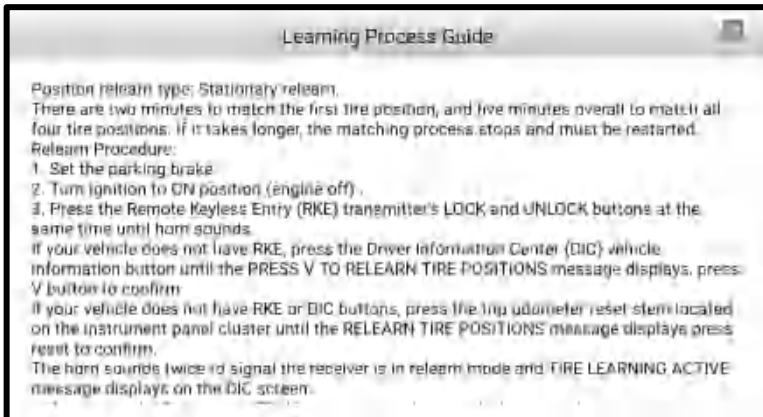 Learning Process Guide
Position relearn type: Stationary relearn.
There are two minutes to match the first tire position, and five minutes overall to match all
four tire positions. If it takes longer, the matching process stops and must be restarted.
Relearn Procedure:
1. Set the parking brake
2. Turn ignition to ON position (engine off).
3. Press the Remote Keyless Entry (RKE) transmitter's LOCK and UNLOCK buttons at the
same time until horn sounds.
If your vehicle does not have RKE, press the Driver Information Center (DIC) vehicle
information button until the PRESS V TO RELEARN TIRE POSITIONS message displays, press
V button to confirm
If your vehicle does not have RKE or DIC buttons, press the trip odometer reset stem located
on the instrument panel cluster until the RELEARN TIRE POSITIONS message displays press
reset to confirm.
The horn sounds twice to signal the receiver is in relearn mode and TIRE LEARNING ACTIVE
message displays on the DIC screen.